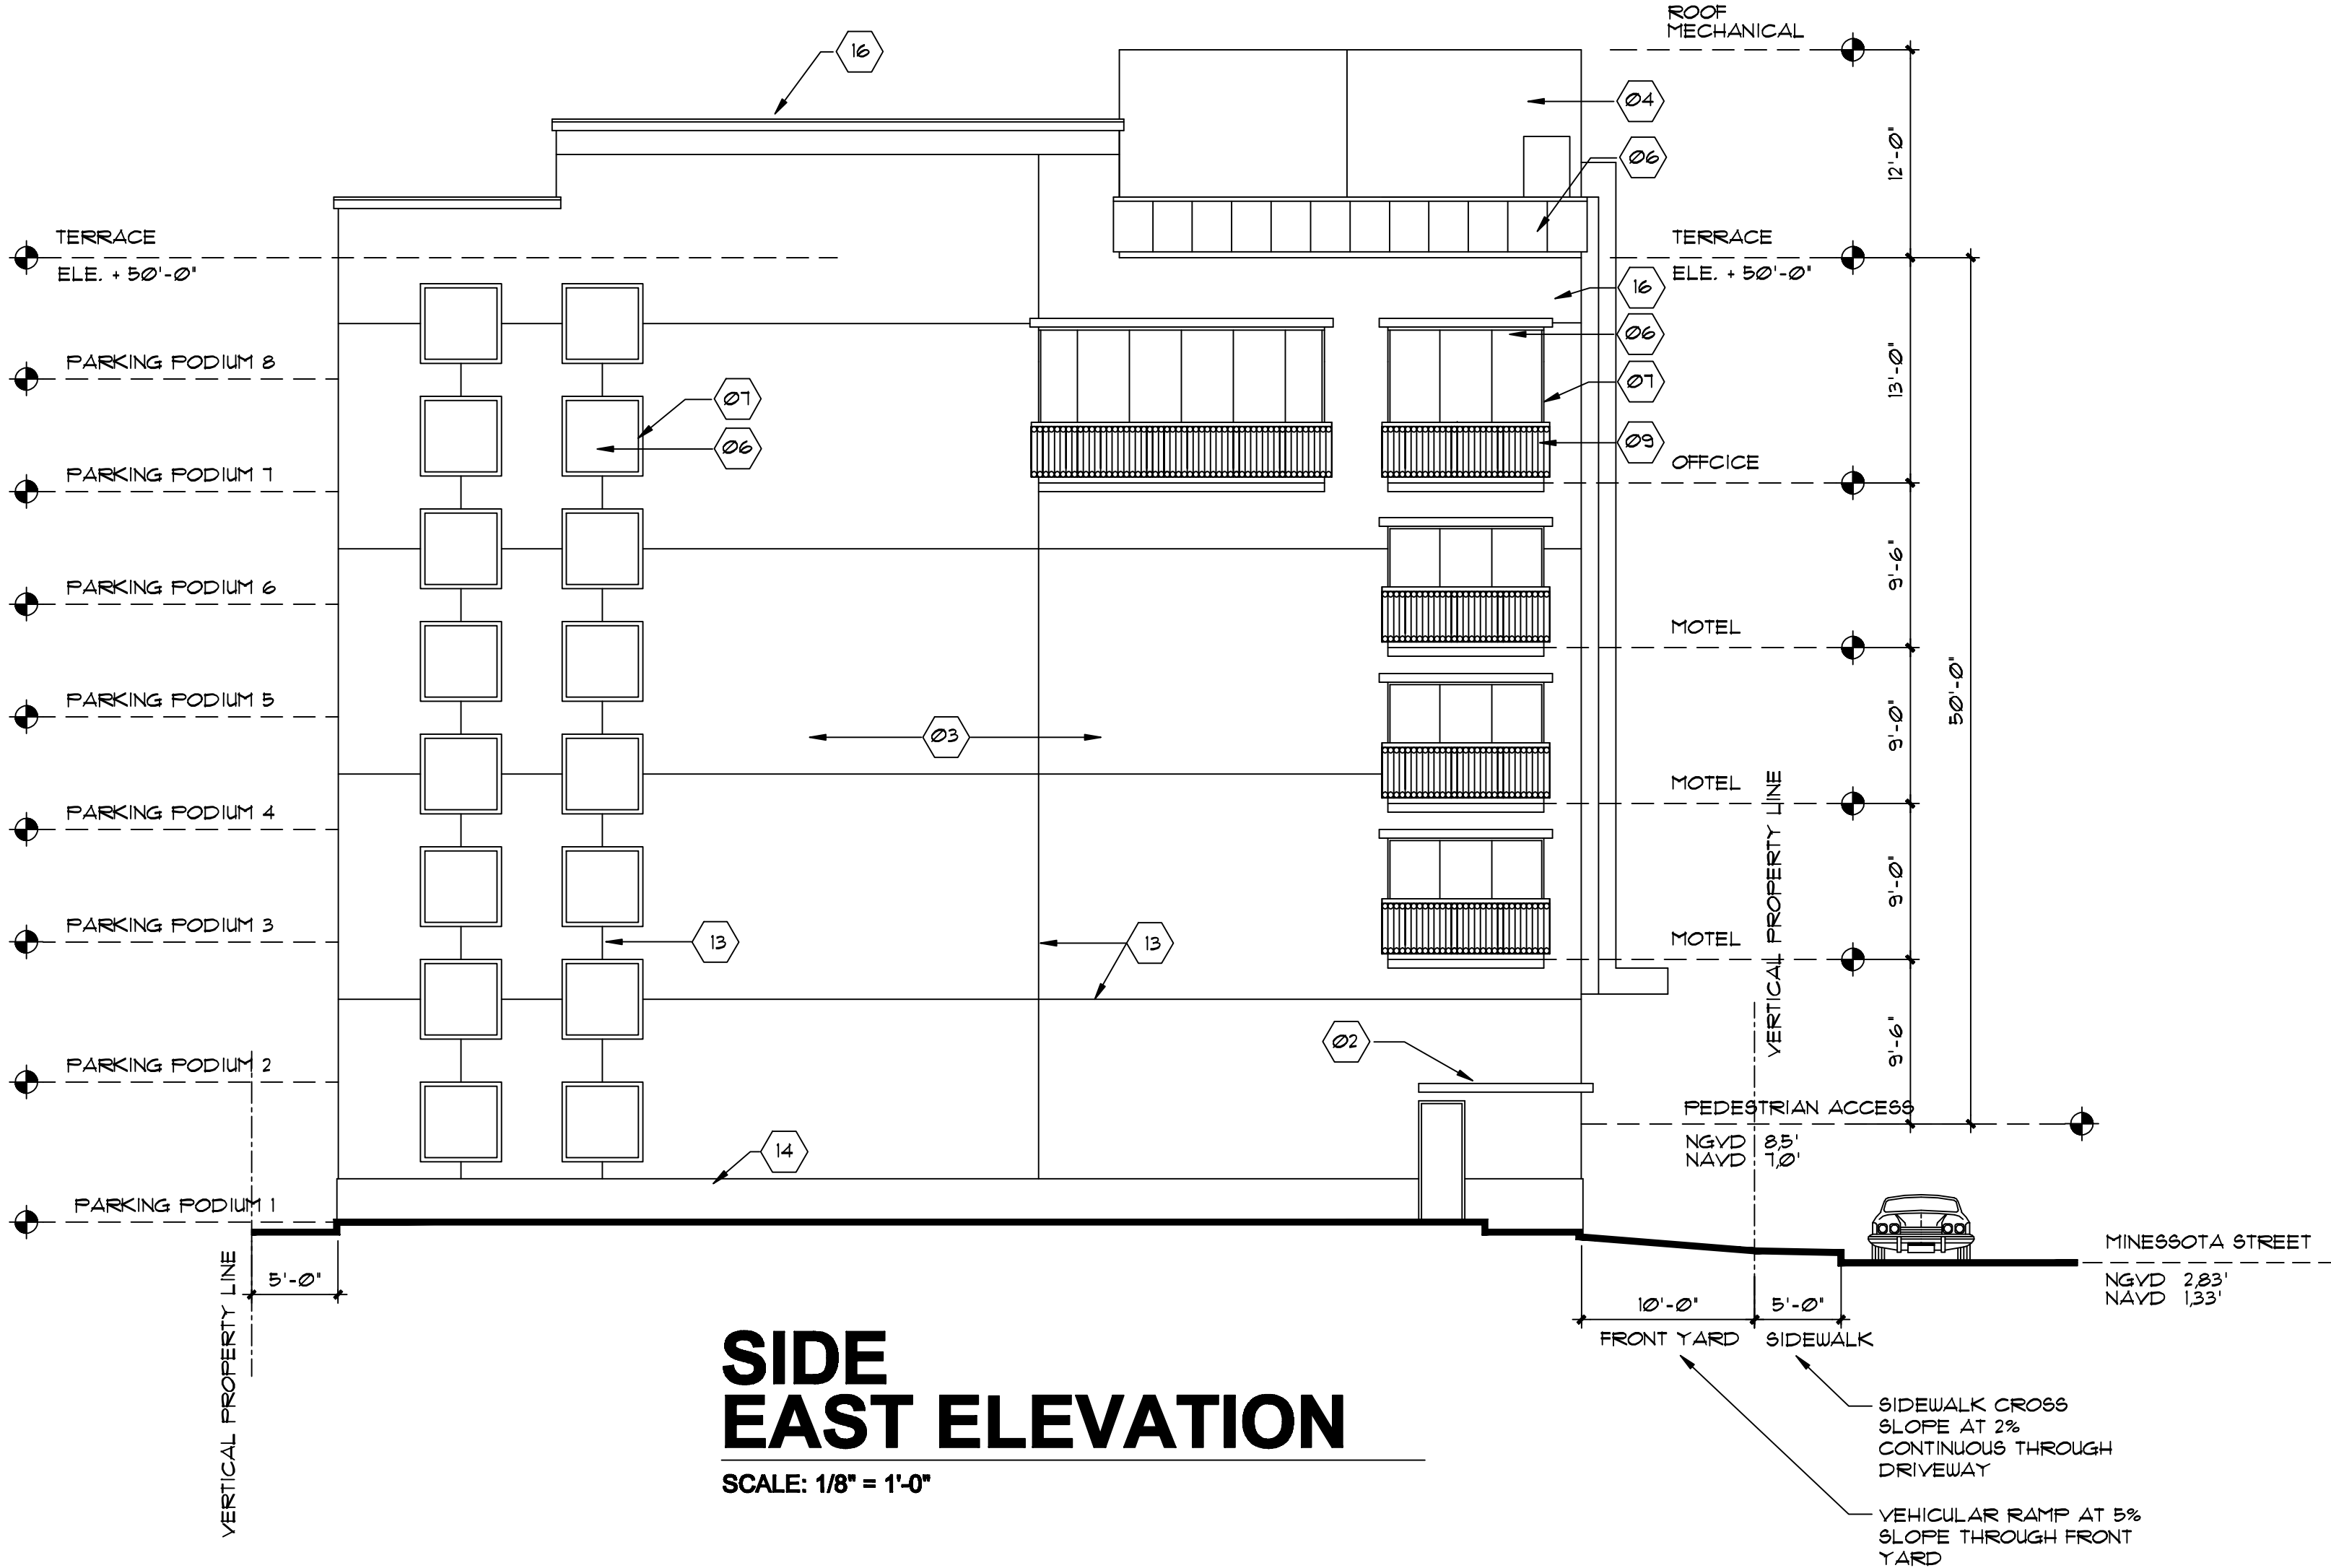 ROOF
MECHANICAL
16
Ø4
12'-Ø"
Ø6
TERRACE
ELE. + 5Ø'-Ø"
TERRACE
ELE. + 5Ø'-Ø"
16
Ø6
PARKING PODIUM 8
13'-Ø"
Ø7
Ø7
Ø6
Ø9
OFFCICE
PARKING PODIUM 7
9'-6"
PARKING PODIUM 6
MOTEL
PARKING PODIUM 5
5Ø'-Ø"
9'-Ø"
Ø3
MOTEL
PARKING PODIUM 4
VERTICAL PROPERTY LINE
9'-Ø"
PARKING PODIUM 3
13
13
MOTEL
9'-6"
Ø2
PARKING PODIUM 2
PEDESTRIAN ACCESS
NGVD 8,5'
NAVD 7,Ø'
14
PARKING PODIUM 1
MINESSOTA STREET
NGVD 2,83'
NAVD 1,33'
VERTICAL PROPERTY LINE
5'-Ø"
1Ø'-Ø"
5'-Ø"
FRONT YARD
SIDEWALK
SIDE
EAST ELEVATION
SCALE: 1/8" = 1'-0"
SIDEWALK CROSS
SLOPE AT 2%
CONTINUOUS THROUGH
DRIVEWAY
VEHICULAR RAMP AT 5%
SLOPE THROUGH FRONT
YARD